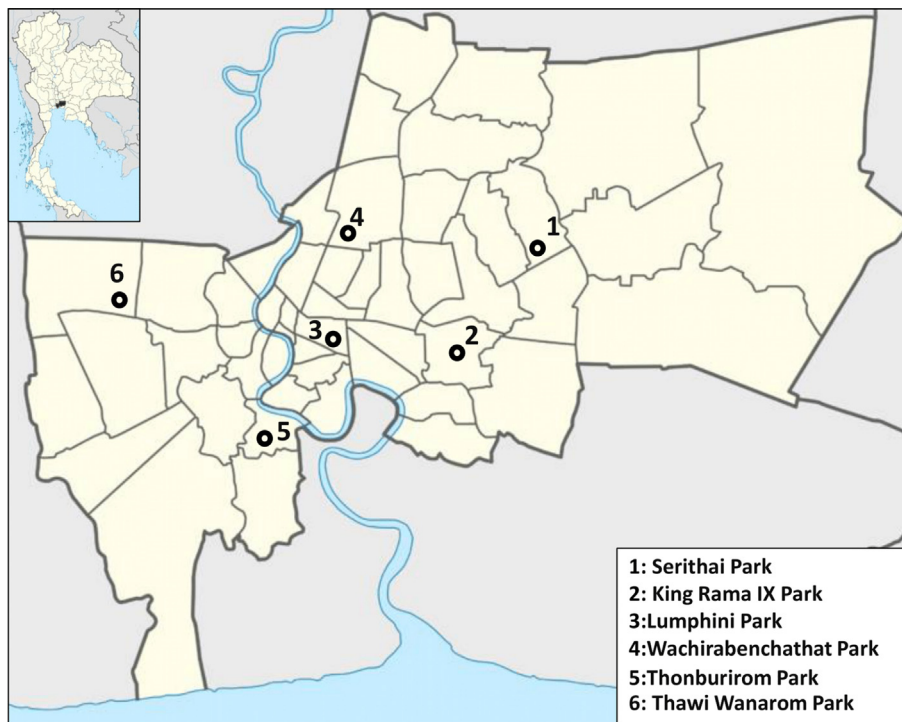 4
1
6
3
2
5
1: Serithai Park
2: King Rama IX Park
3:Lumphini Park
4:Wachirabenchathat Park
5:Thonburirom Park
6: Thawi Wanarom Park